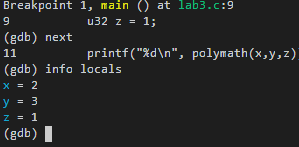 Breakpoint 1, main () at lab3.c:9
9 u32 z = 1;
(gdb) next
11 printf("%d\n", polymath(x,y,z)
(gdb) info locals
x = 2
y = 3
z = 1
(gdb)